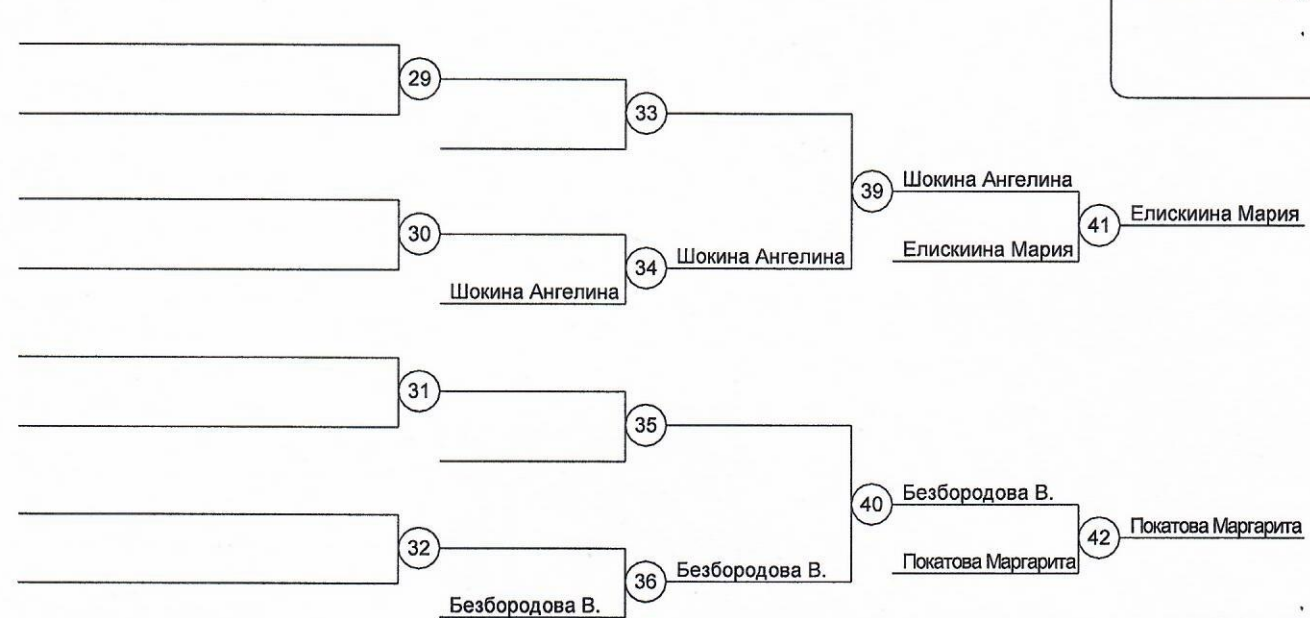 29
33
39
Шокина Ангелина
41
Елискиина Мария
30
34
Шокина Ангелина
Елискиина Мария
Шокина Ангелина
31
35
40
Безбородова В.
42
Покатова Маргарита
32
36
Безбородова В.
Покатова Маргарита
Безбородова В.